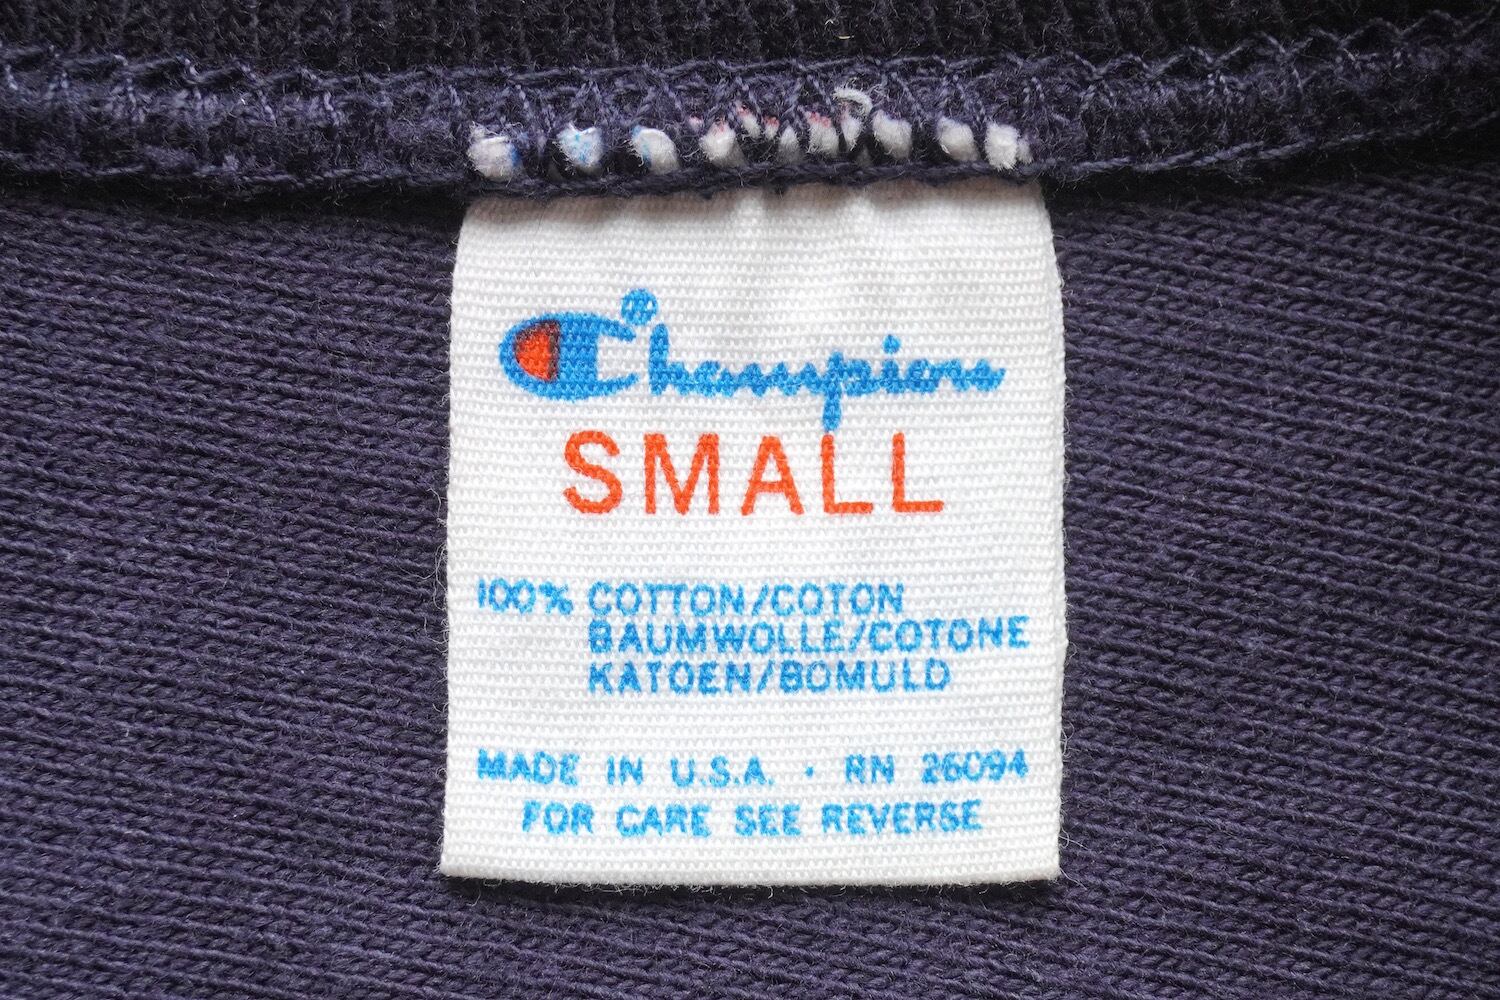 Champion
SMALL
100% COTTON/COTON
BAUMWOLLE/COTONE
KATOEN/BOMULD
MADE IN U.S.A. · RN 26094
FOR CARE SEE REVERSE